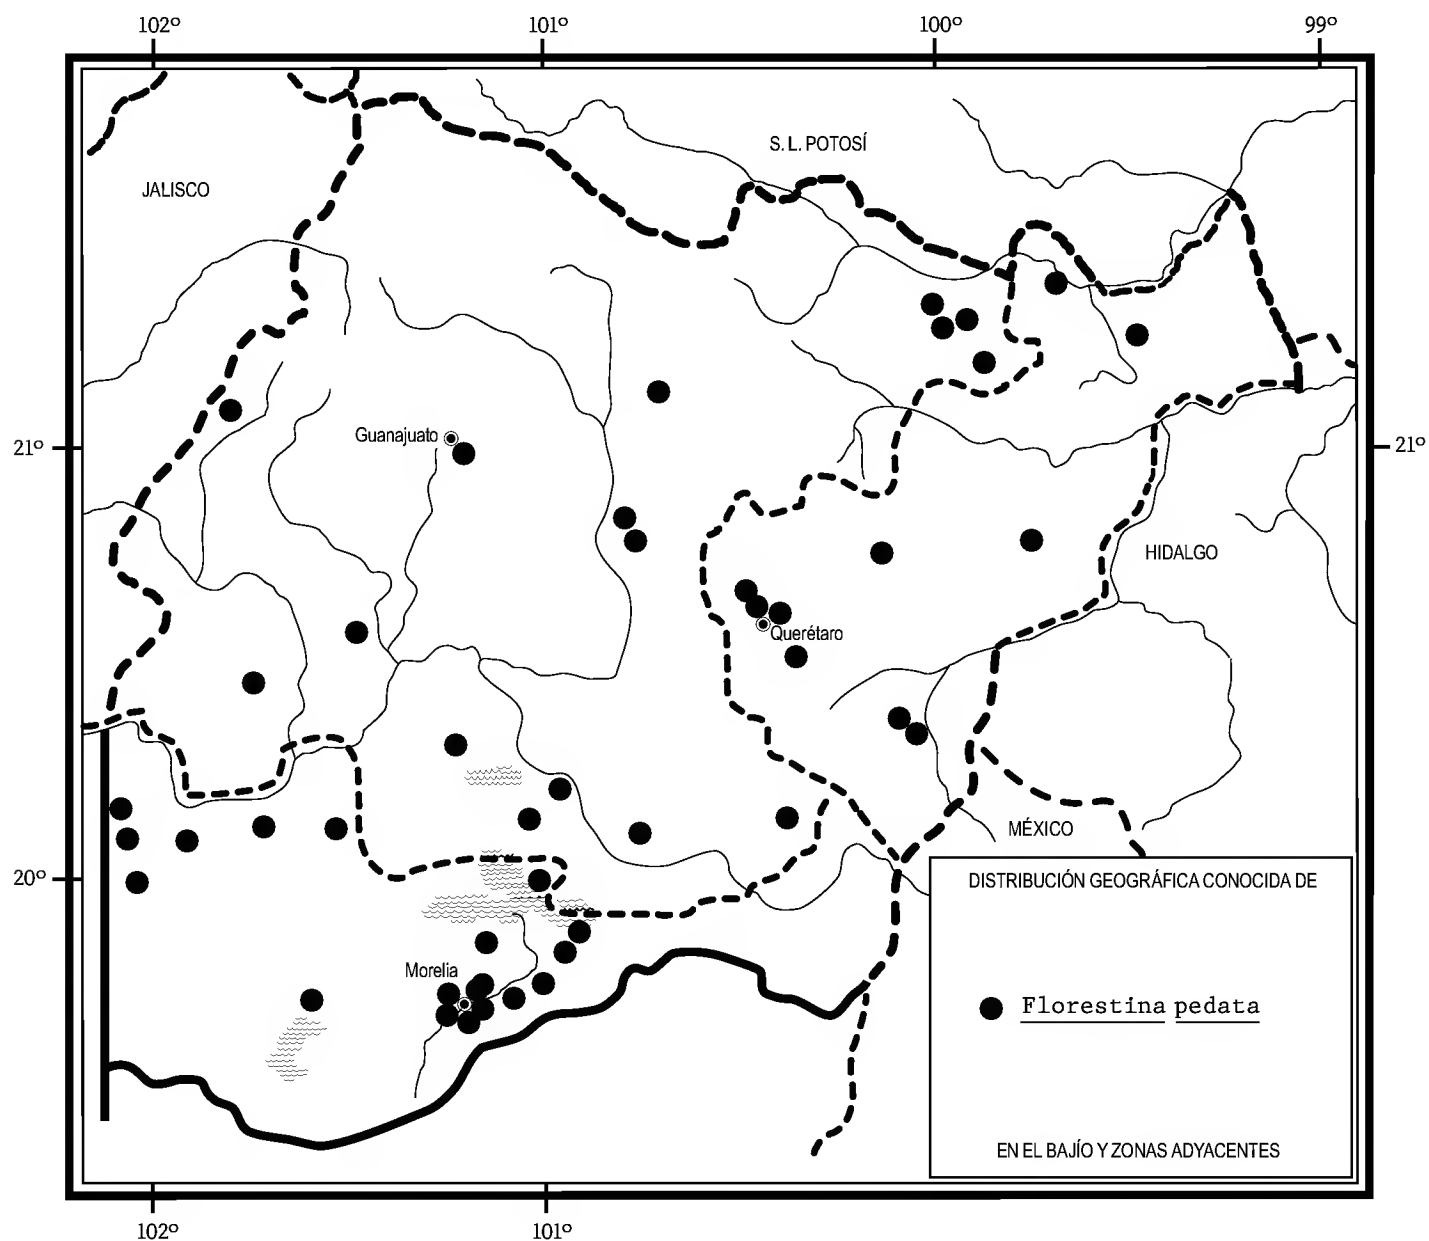 102º 101º 100º 99º
S. L. POTOSÍ
JALISCO
Guanajuato
21º 21º
HIDALGO
Querétaro
MÉXICO
20º
DISTRIBUCIÓN GEOGRÁFICA CONOCIDA DE
Morelia
Florestina pedata
EN EL BAJÍO Y ZONAS ADYACENTES
102º 101º